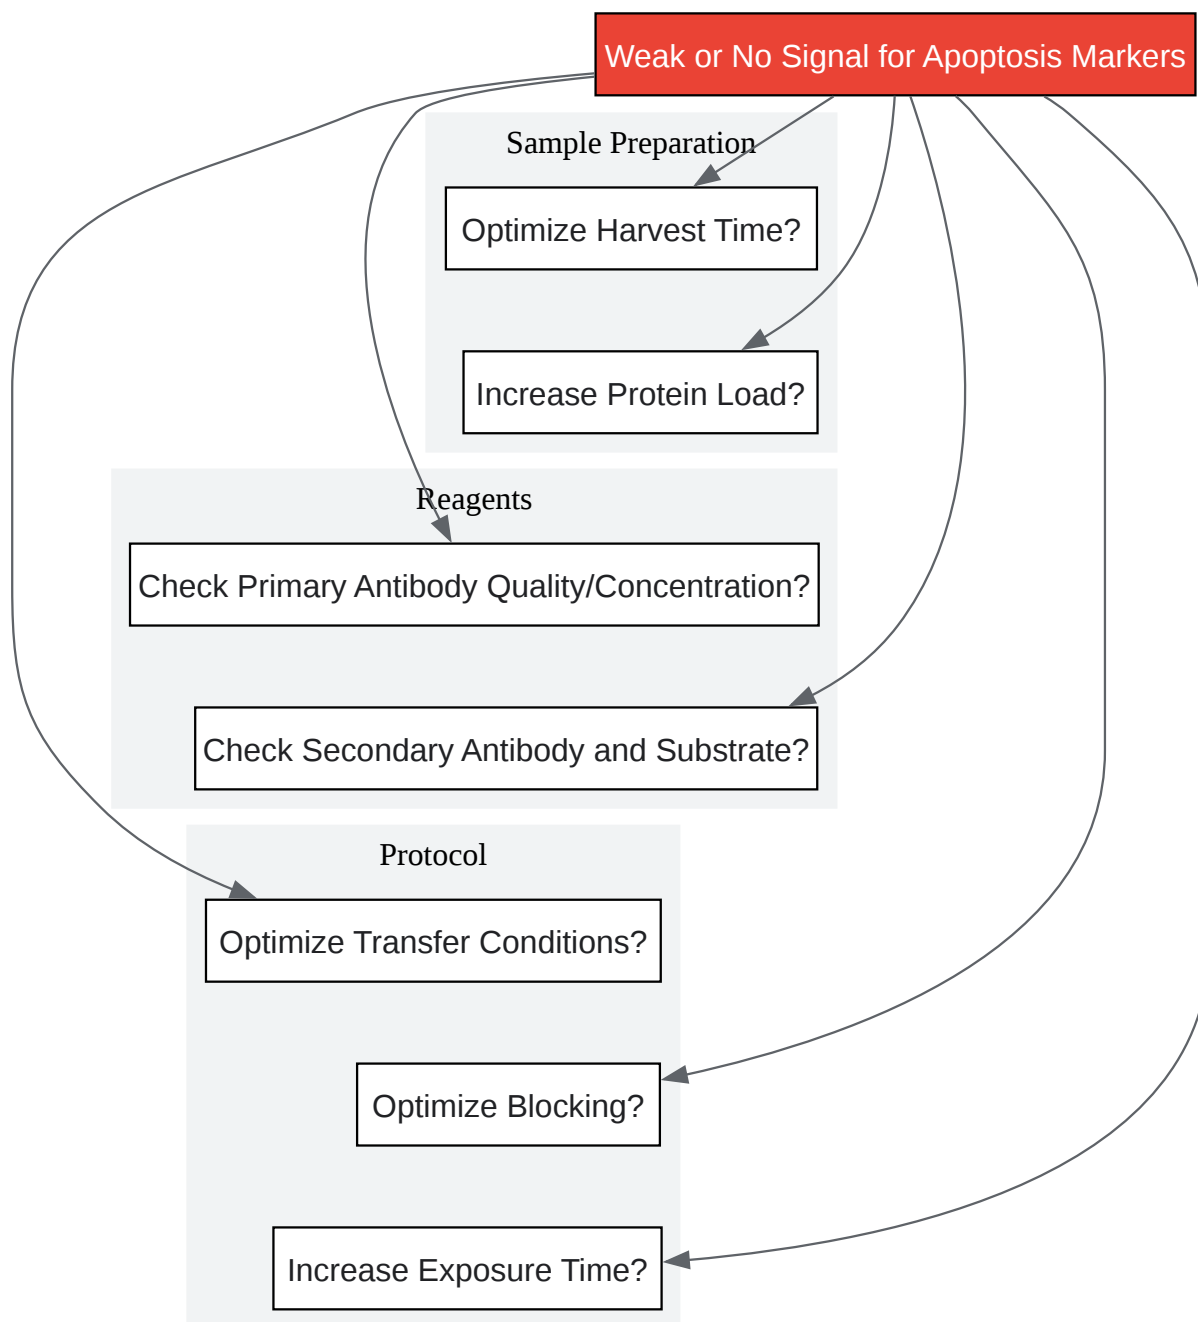 Weak or No Signal for Apoptosis Markers
Sample Preparation
Optimize Harvest Time?
Increase Protein Load?
Reagents
Check Primary Antibody Quality/Concentration?
Check Secondary Antibody and Substrate?
Protocol
Optimize Transfer Conditions?
Optimize Blocking?
Increase Exposure Time?